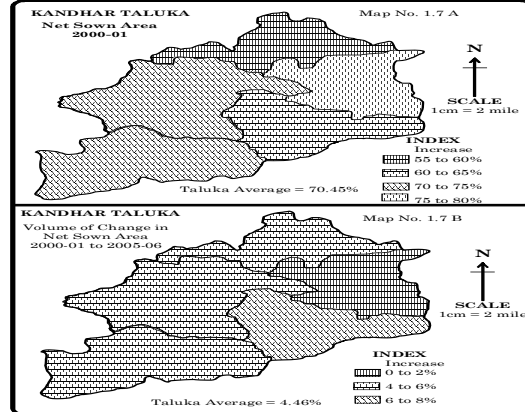 KANDHAR TALUKA
Net Sown Area
2000-01
Map No. 1.7 A
N
SCALE
1cm = 2 mile
INDEX
Increase
55 to 60%
60 to 65%
70 to 75%
75 to 80%
Taluka Average = 70.45%
KANDHAR TALUKA
Volume of Change in
Net Sown Area
2000-01 to 2005-06
Map No. 1.7 B
N
SCALE
1cm = 2 mile
INDEX
Increase
0 to 2%
4 to 6%
6 to 8%
Taluka Average = 4.46%